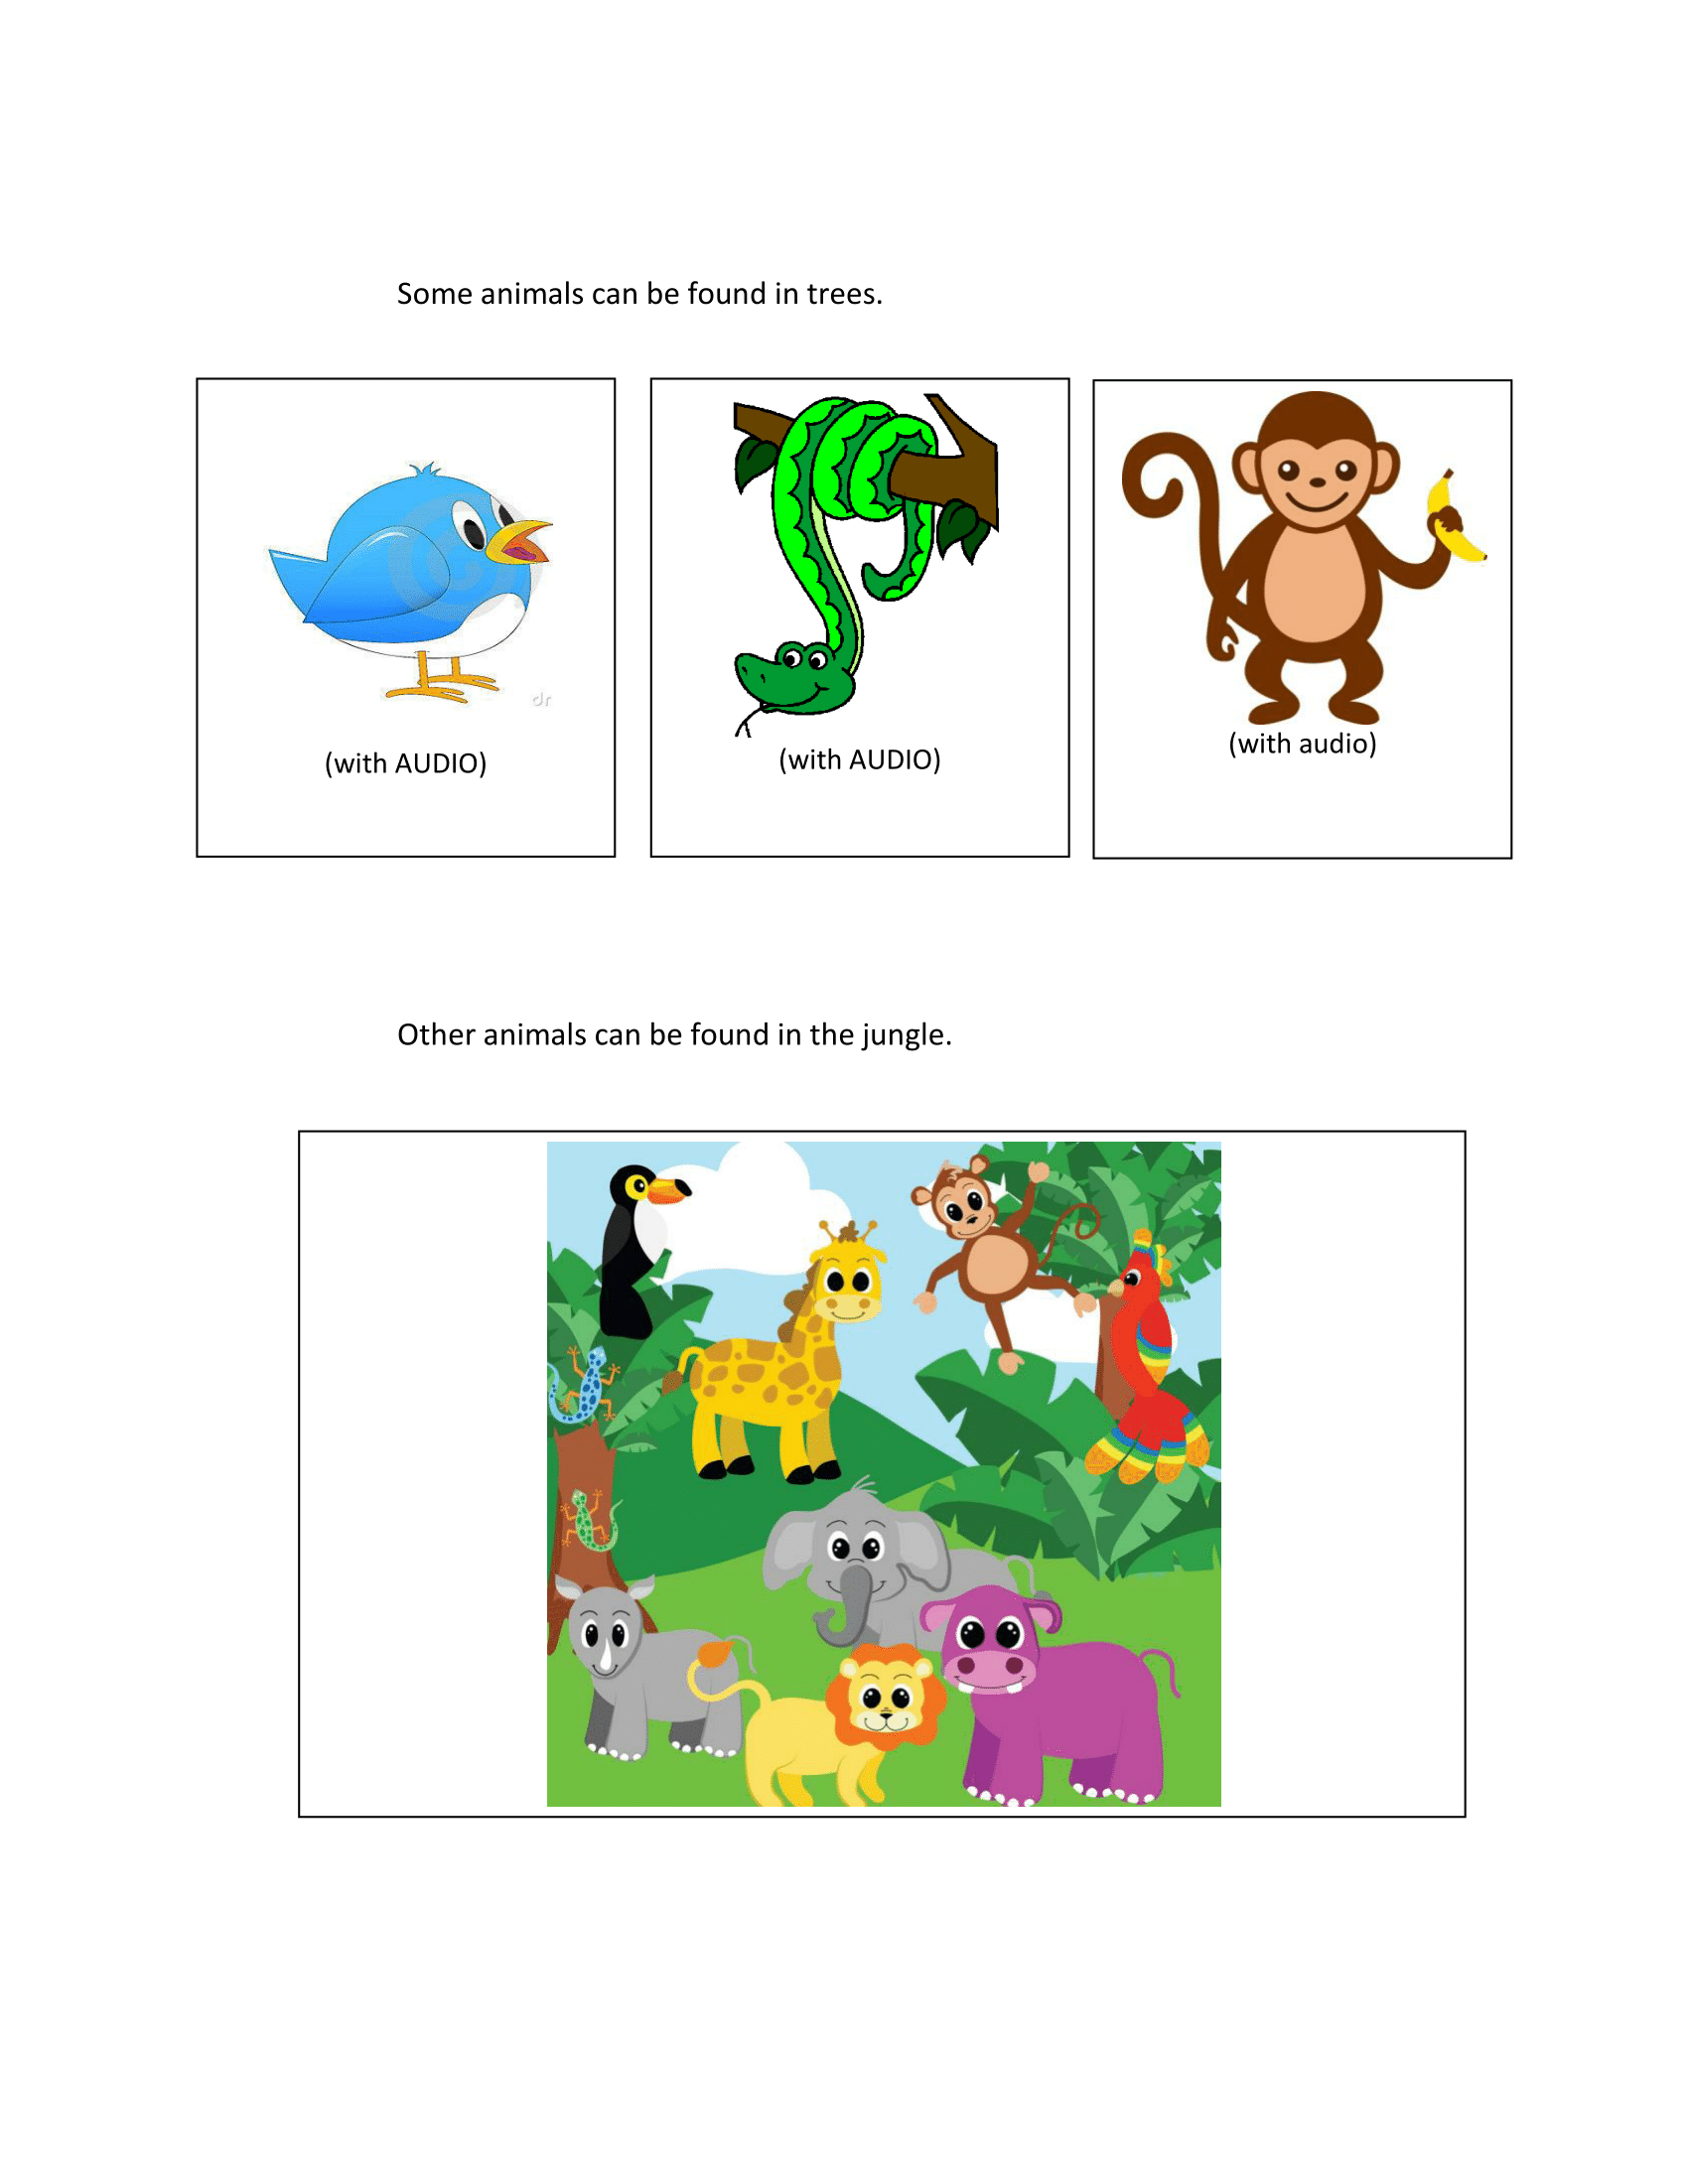 Some animals can be found in trees.
(with AUDIO)
(with AUDIO)
(with audio)
dr
Other animals can be found in the jungle.